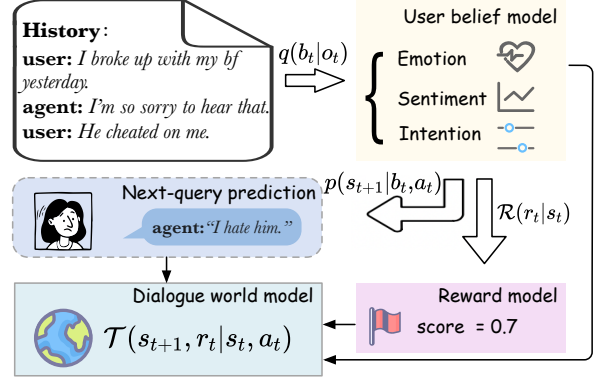 History:
user: I broke up with my bf
yesterday.
agent: I'm so sorry to hear that.
user: He cheated on me.
q(b_t|o_t)
User belief model
Emotion
Sentiment
Intention
p(s_{t+1}|b_t,a_t)
R(r_t|s_t)
Next-query prediction
agent:“I hate him.”
Dialogue world model
T(s_{t+1}, r_t|s_t, a_t)
Reward model
score = 0.7